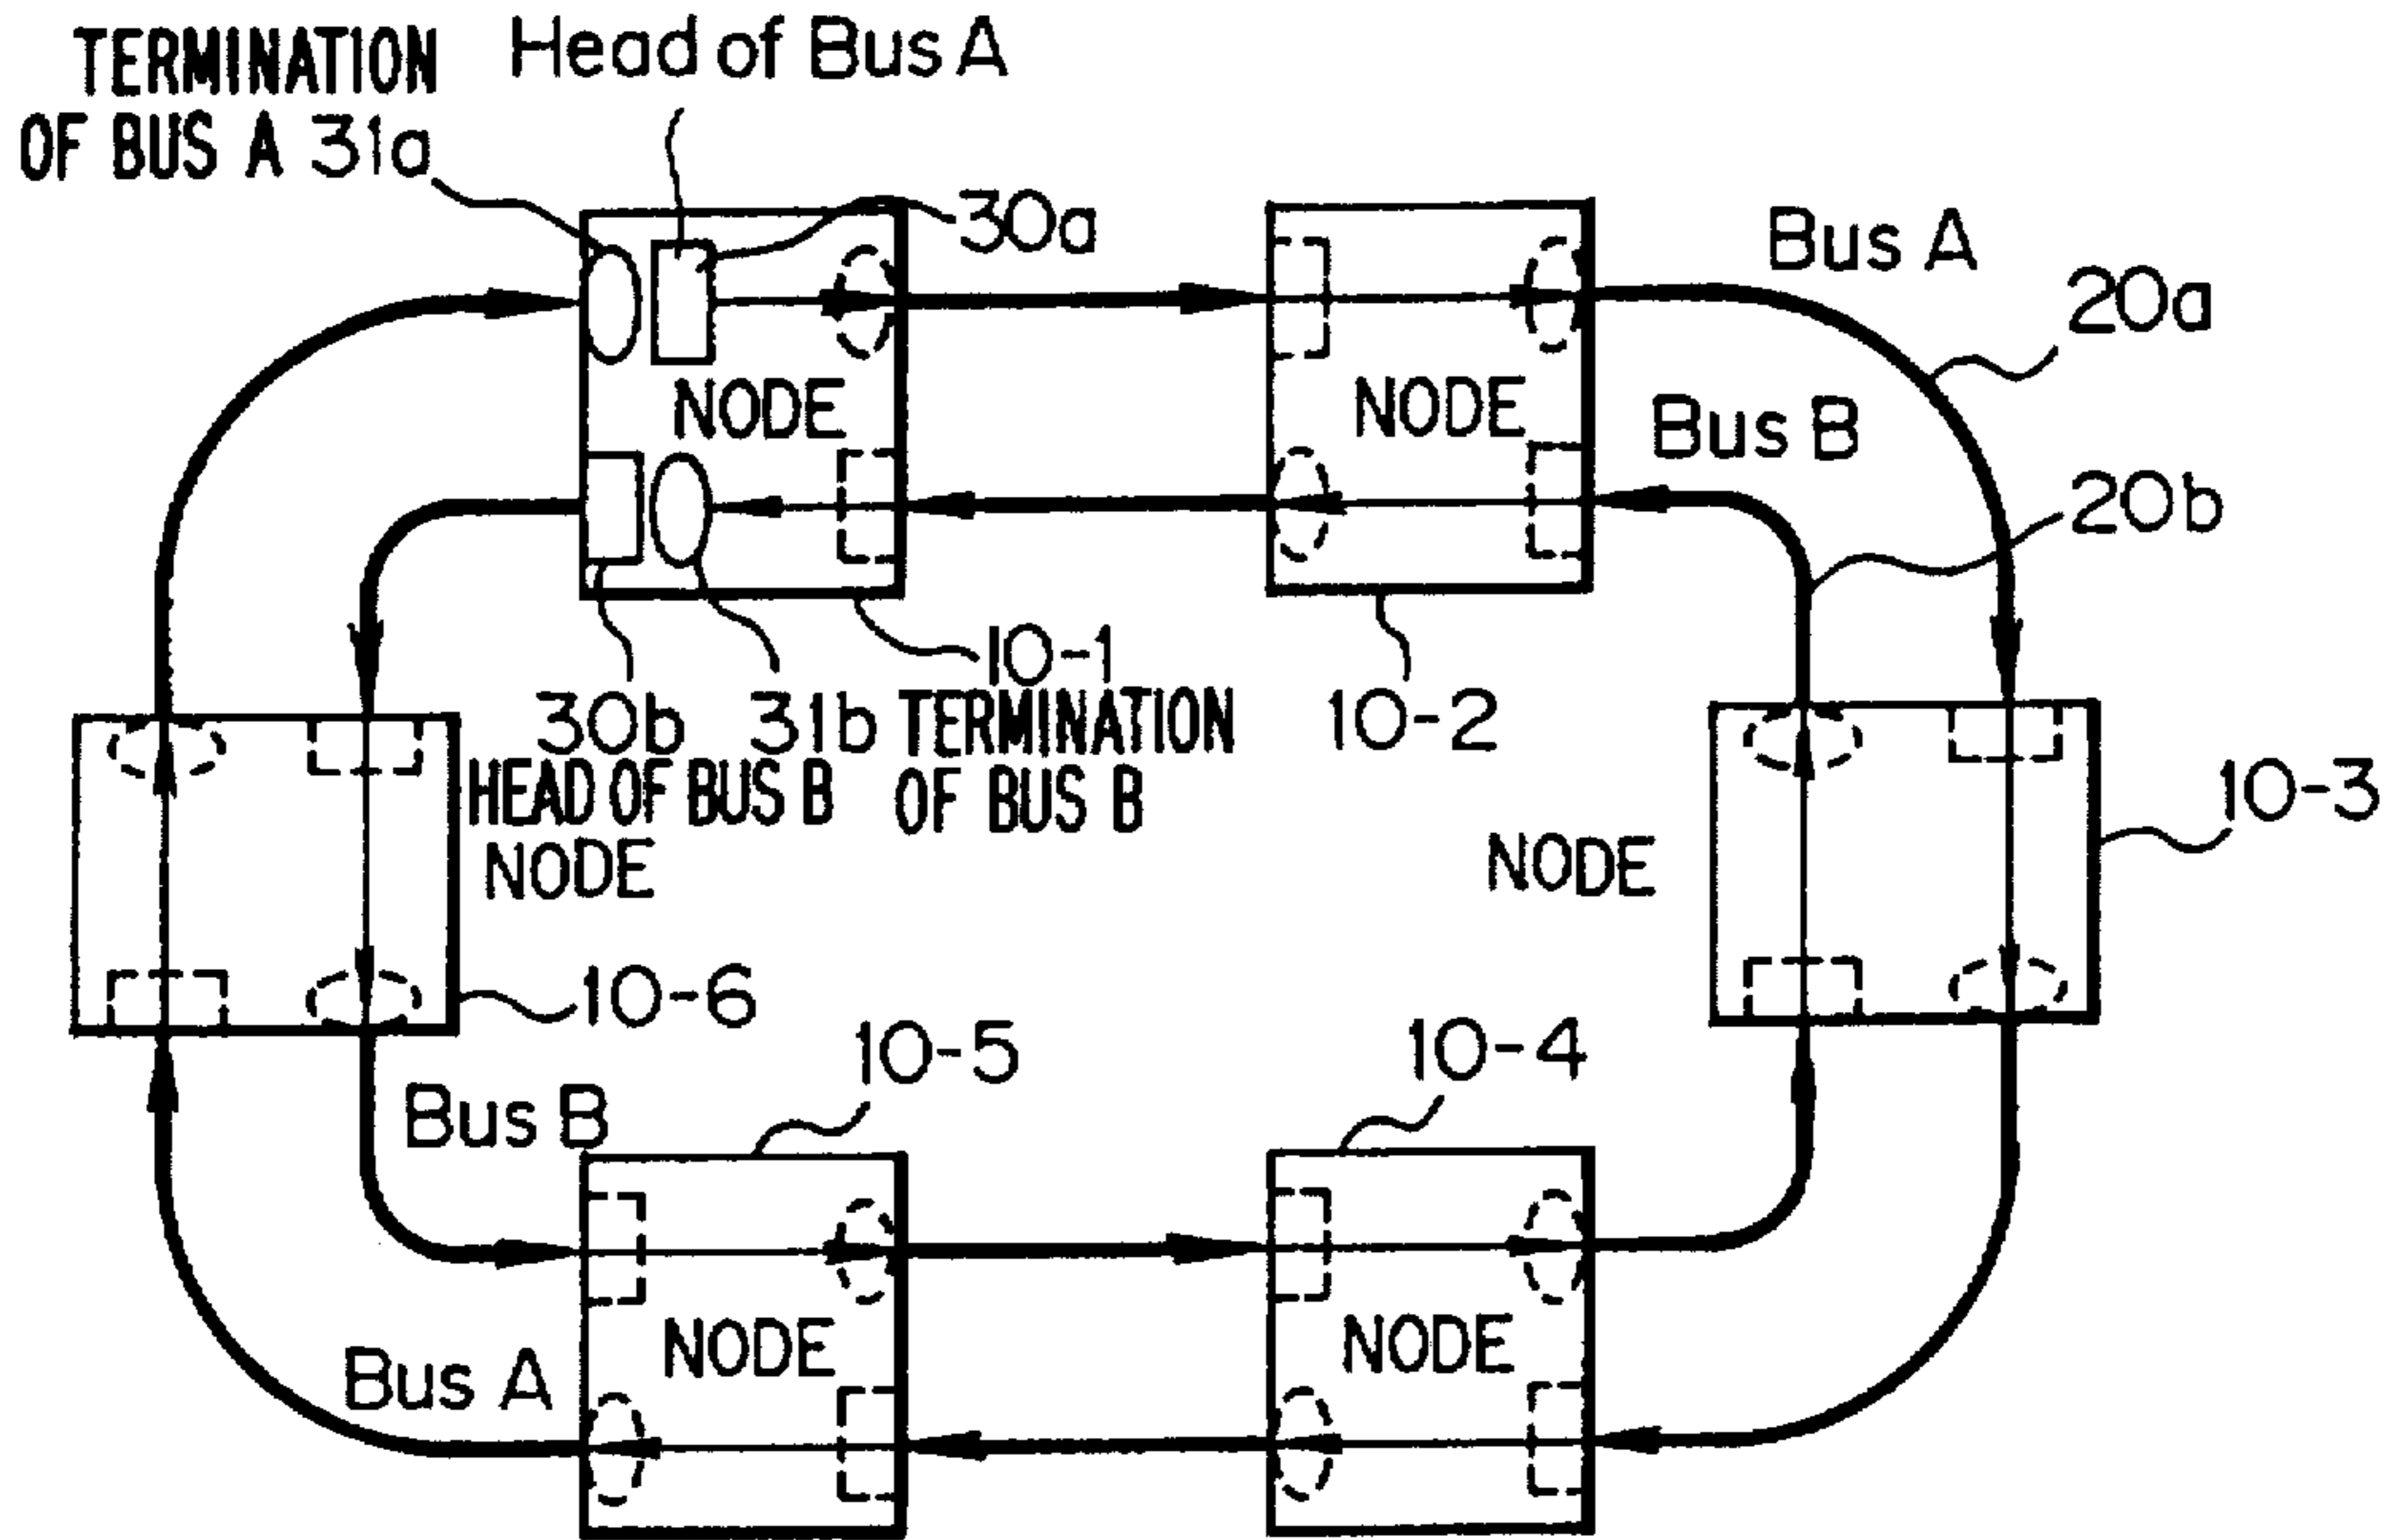 TERMINATION
OF BUS A 31a
Head of Bus A
30a
Bus A
20a
NODE
NODE
Bus B
20b
10-1
10-2
30b
HEAD OF BUS B
31b TERMINATION
OF BUS B
NODE
NODE
10-3
10-6
10-5
10-4
Bus B
NODE
NODE
Bus A